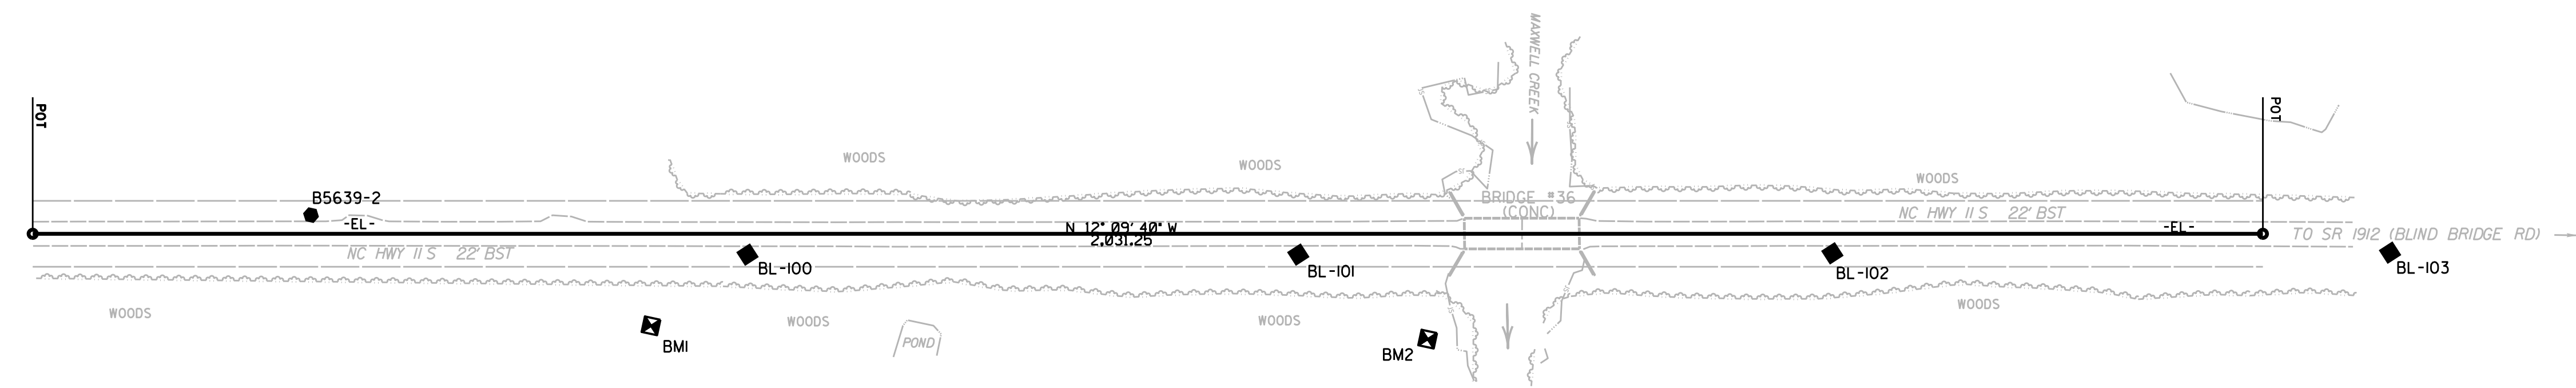 MAXWELL CREEK
POT
POT
WOODS
WOODS
WOODS
B5639-2
BRIDGE #36
(CONC)
NC HWY 11 S 22' BST
-EL-
N 12° 09' 40" W
2,031.25
-EL-
TO SR 1912 (BLIND BRIDGE RD)
NC HWY 11 S 22' BST
BL-100
BL-101
BL-102
BL-103
WOODS
WOODS
WOODS
WOODS
BM1
POND
BM2